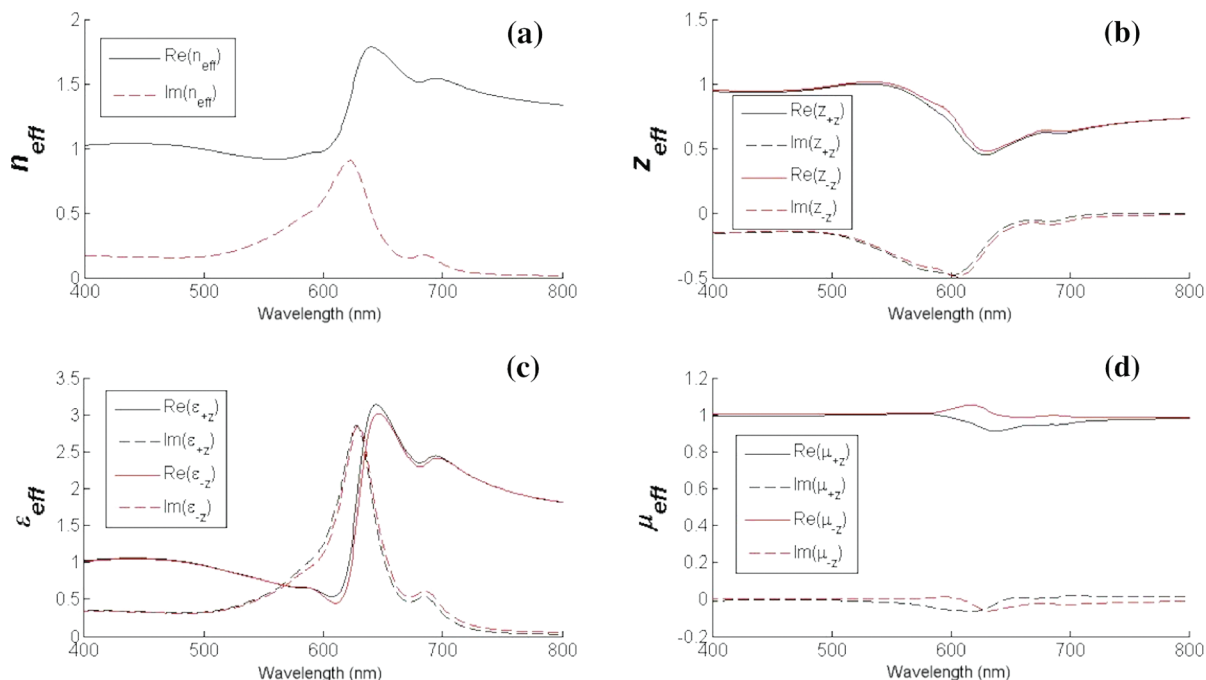 (a)
2
1.5
1
0.5
0
n_eff
Re(n_eff)
Im(n_eff)
400 500 600 700 800
Wavelength (nm)
(b)
1.5
1
0.5
0
-0.5
z_eff
Re(z_+z)
Im(z_+z)
Re(z_-z)
Im(z_-z)
400 500 600 700 800
Wavelength (nm)
(c)
3.5
3
2.5
2
1.5
1
0.5
0
ε_eff
Re(ε_+z)
Im(ε_+z)
Re(ε_-z)
Im(ε_-z)
400 500 600 700 800
Wavelength (nm)
(d)
1.2
1
0.8
0.6
0.4
0.2
0
-0.2
μ_eff
Re(μ_+z)
Im(μ_+z)
Re(μ_-z)
Im(μ_-z)
400 500 600 700 800
Wavelength (nm)